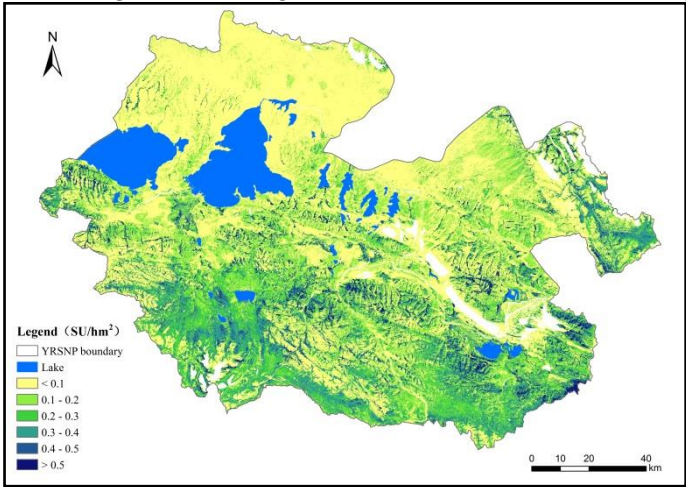 N
Legend（SU/hm²）
YRSNP boundary
Lake
< 0.1
0.1 - 0.2
0.2 - 0.3
0.3 - 0.4
0.4 - 0.5
> 0.5
0 10 20 40
km